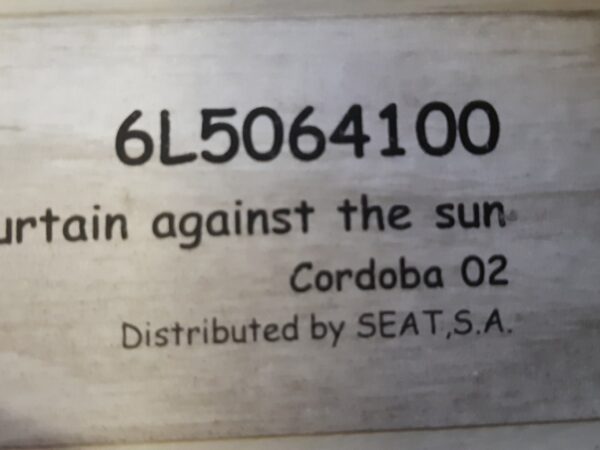 6L5064100
urtain against the sun
Cordoba 02
Distributed by SEAT,S.A.